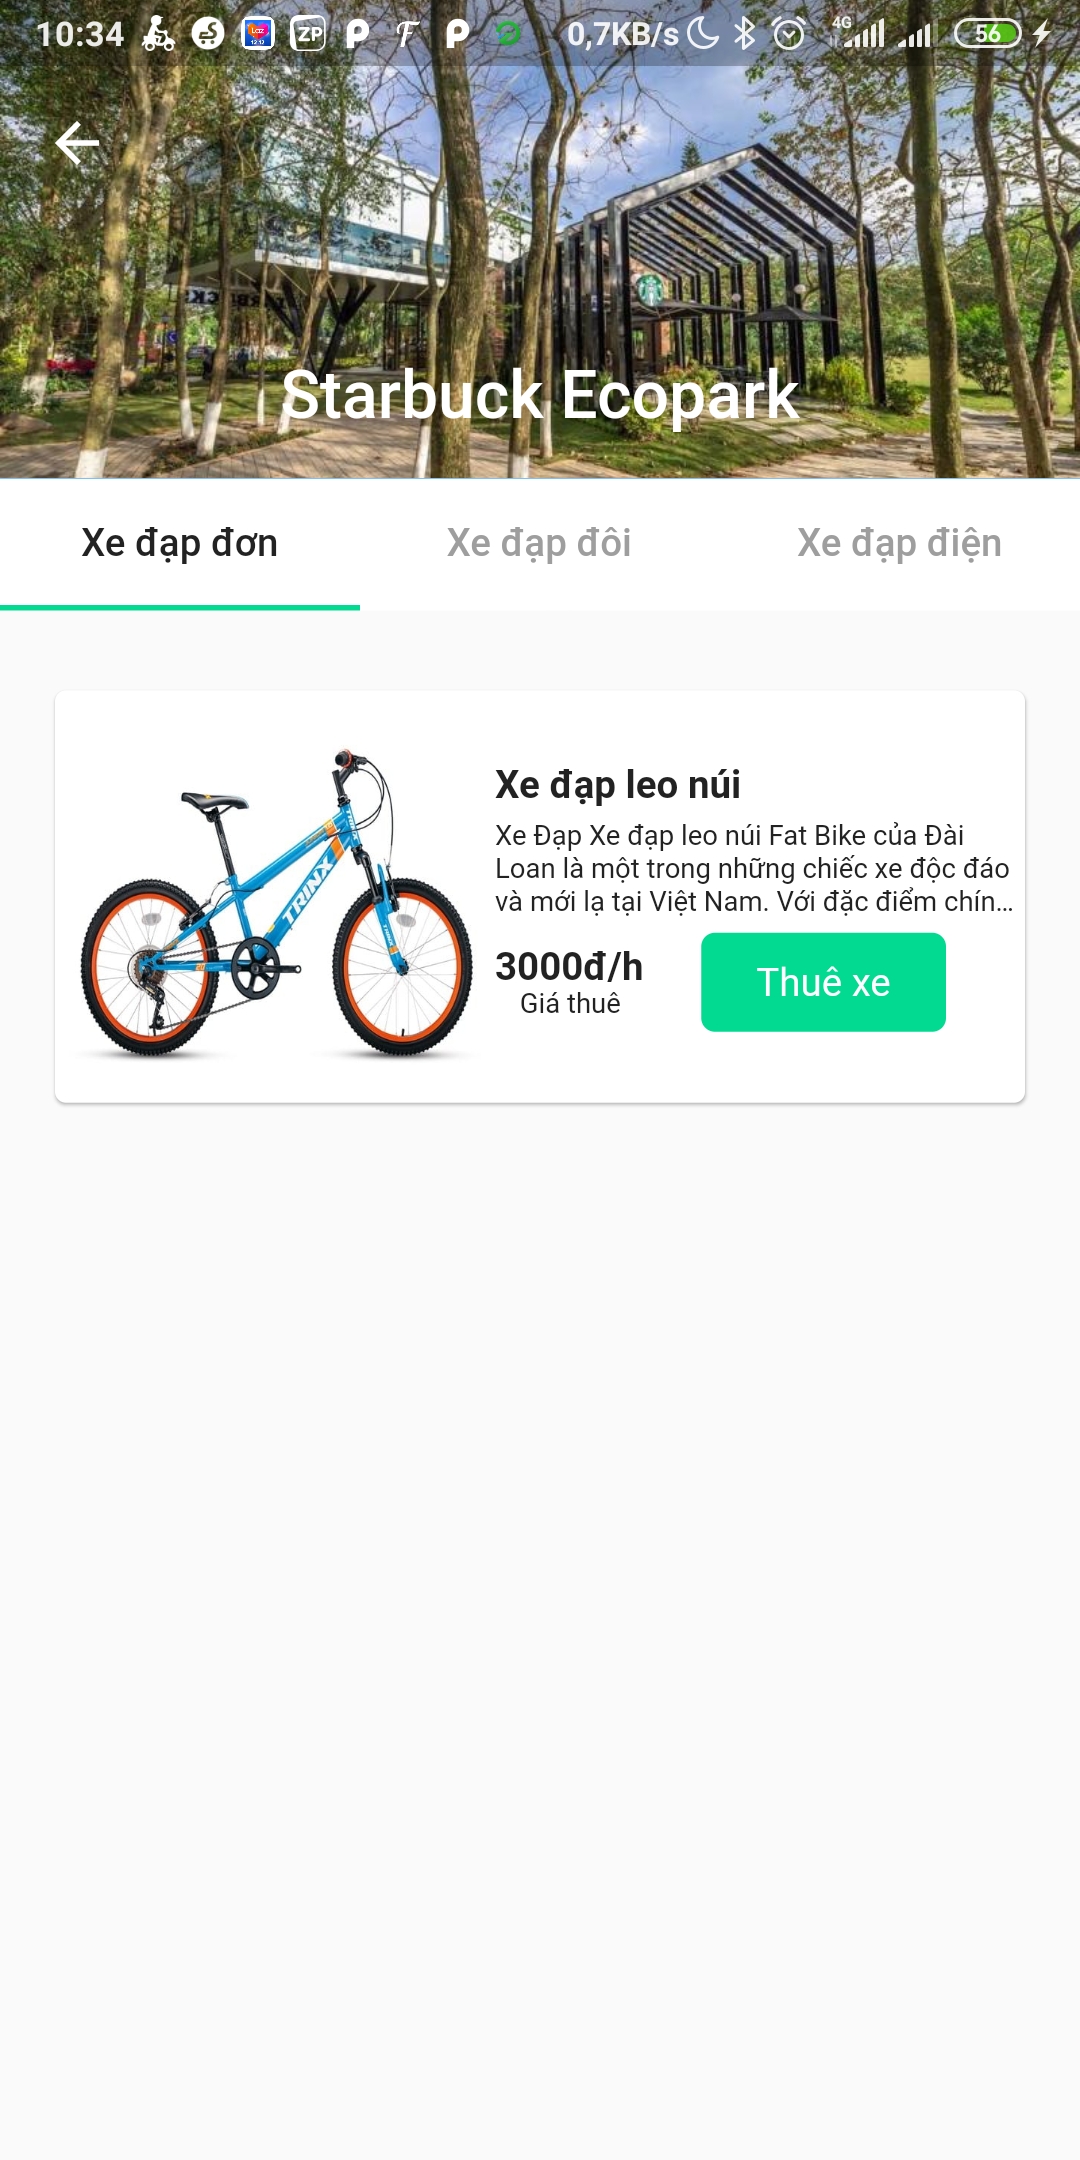 10:34 0,7KB/s 4G 56
Starbuck Ecopark
Xe đạp đơn Xe đạp đôi Xe đạp điện
TRINX
Xe đạp leo núi
Xe Đạp Xe đạp leo núi Fat Bike của Đài
Loan là một trong những chiếc xe độc đáo
và mới lạ tại Việt Nam. Với đặc điểm chín...
3000đ/h
Giá thuê
Thuê xe